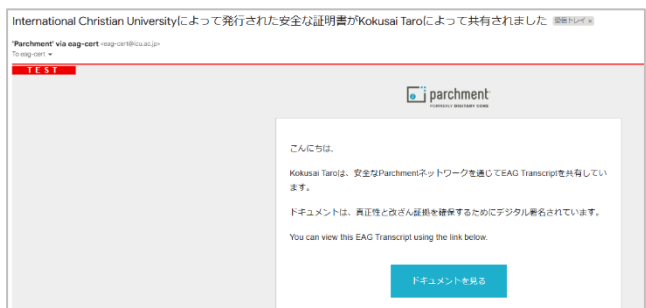 International Christian Universityによって発行された安全な証明書がKokusai Taroによって共有されました 受信トレイ ×
'Parchment' via eag-cert <eag-cert@icu.ac.jp>
To eag-cert
TEST
parchment
FORMERLY DIGITARY CORE
こんにちは、
Kokusai Taroは、安全なParchmentネットワークを通じてEAG Transcriptを共有してい
ます。
ドキュメントは、真正性と改ざん証拠を確保するためにデジタル署名されています。
You can view this EAG Transcript using the link below.
ドキュメントを見る